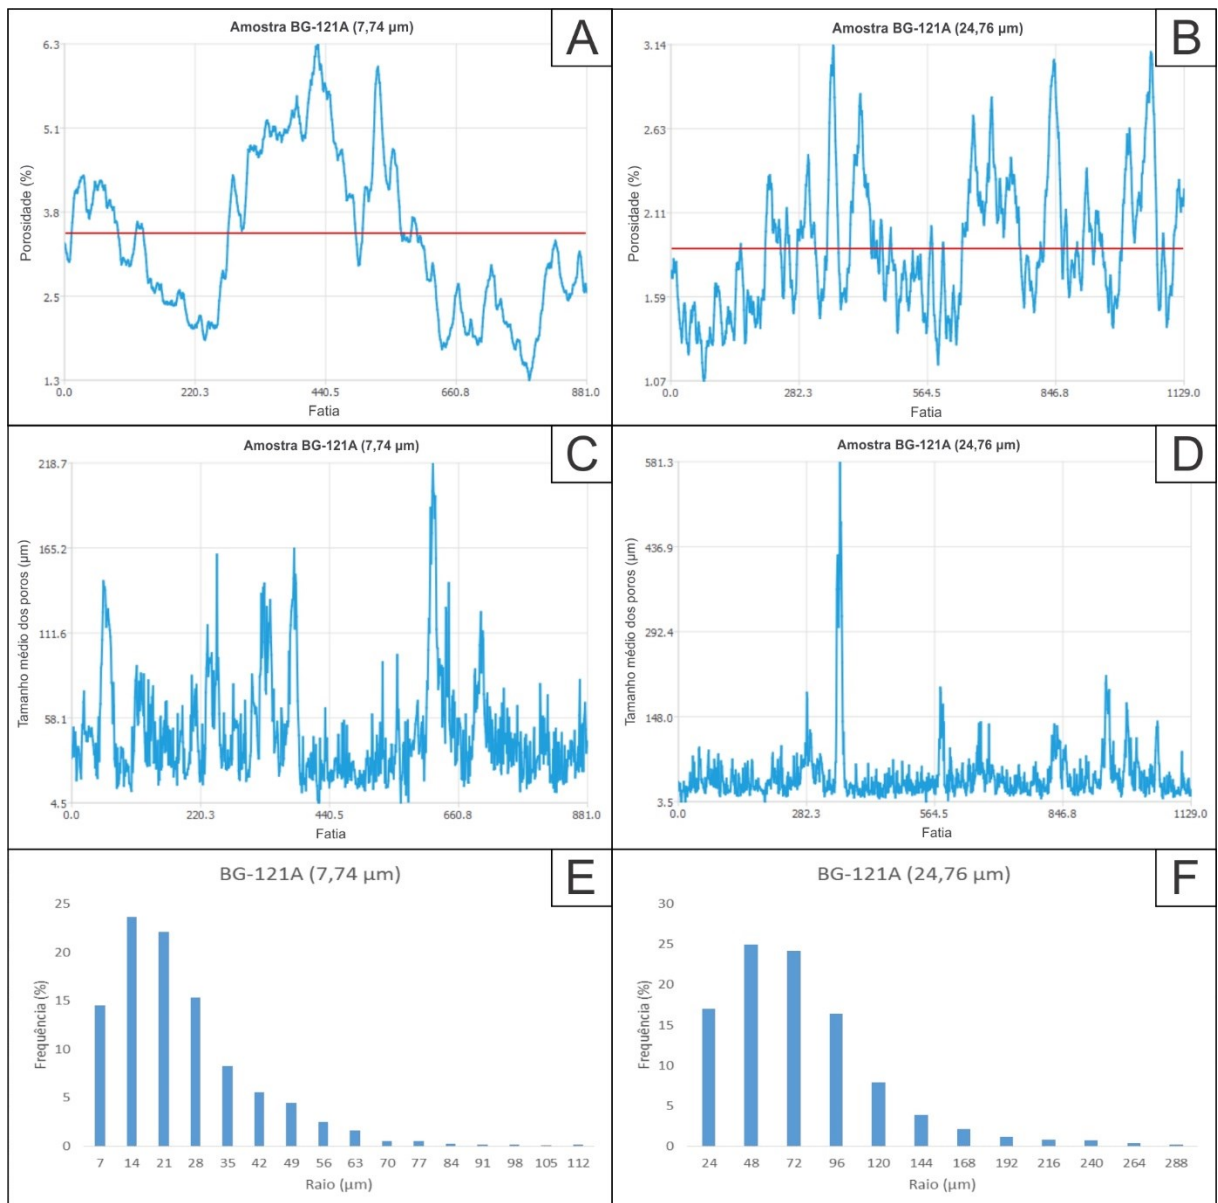 Amostra BG-121A (7,74 µm)
A
6.3
5.1
3.8
2.5
1.3
Porosidade (%)
0.0 220.3 440.5 660.8 881.0
Fatia
Amostra BG-121A (24,76 µm)
B
3.14
2.63
2.11
1.59
1.07
Porosidade (%)
0.0 282.3 564.5 846.8 1129.0
Fatia
Amostra BG-121A (7,74 µm)
C
218.7
165.2
111.6
58.1
4.5
Tamanho médio dos poros (µm)
0.0 220.3 440.5 660.8 881.0
Fatia
Amostra BG-121A (24,76 µm)
D
581.3
436.9
292.4
148.0
3.5
Tamanho médio dos poros (µm)
0.0 282.3 564.5 846.8 1129.0
Fatia
BG-121A (7,74 µm)
E
25
20
15
10
5
0
Frequência (%)
7 14 21 28 35 42 49 56 63 70 77 84 91 98 105 112
Raio (µm)
BG-121A (24,76 µm)
F
30
25
20
15
10
5
0
Frequência (%)
24 48 72 96 120 144 168 192 216 240 264 288
Raio (µm)